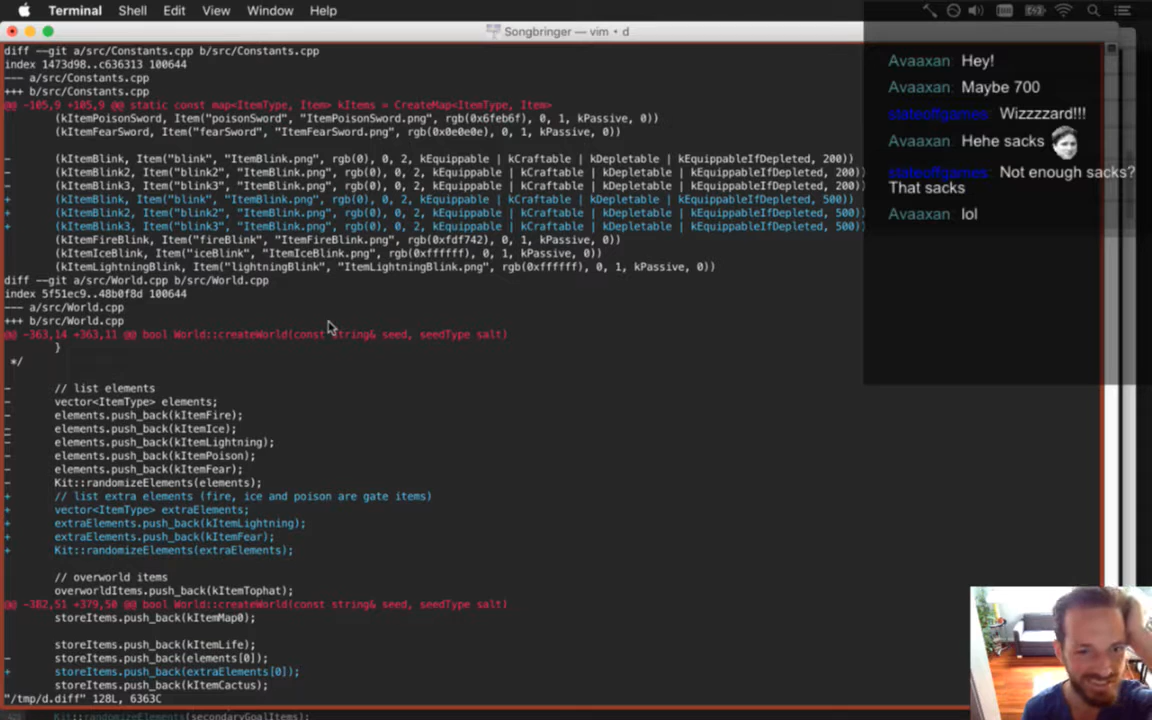 Terminal Shell Edit View Window Help
Songbringer — vim • d
diff --git a/src/Constants.cpp b/src/Constants.cpp
index 1473d98..c636313 100644
--- a/src/Constants.cpp
+++ b/src/Constants.cpp
@@ -105,9 +105,9 @@ static const map<ItemType, Item> kItems = CreateMap<ItemType, Item>
(kItemPoisonSword, Item("poisonSword", "ItemPoisonSword.png", rgb(0x6feb6f), 0, 1, kPassive, 0))
(kItemFearSword, Item("fearSword", "ItemFearSword.png", rgb(0x0e0e0e), 0, 1, kPassive, 0))
- (kItemBlink, Item("blink", "ItemBlink.png", rgb(0), 0, 2, kEquippable | kCraftable | kDepletable | kEquippableIfDepleted, 200))
- (kItemBlink2, Item("blink2", "ItemBlink.png", rgb(0), 0, 2, kEquippable | kCraftable | kDepletable | kEquippableIfDepleted, 200))
- (kItemBlink3, Item("blink3", "ItemBlink.png", rgb(0), 0, 2, kEquippable | kCraftable | kDepletable | kEquippableIfDepleted, 200))
+ (kItemBlink, Item("blink", "ItemBlink.png", rgb(0), 0, 2, kEquippable | kCraftable | kDepletable | kEquippableIfDepleted, 500))
+ (kItemBlink2, Item("blink2", "ItemBlink.png", rgb(0), 0, 2, kEquippable | kCraftable | kDepletable | kEquippableIfDepleted, 500))
+ (kItemBlink3, Item("blink3", "ItemBlink.png", rgb(0), 0, 2, kEquippable | kCraftable | kDepletable | kEquippableIfDepleted, 500))
(kItemFireBlink, Item("fireBlink", "ItemFireBlink.png", rgb(0xfdf742), 0, 1, kPassive, 0))
(kItemIceBlink, Item("iceBlink", "ItemIceBlink.png", rgb(0xffffff), 0, 1, kPassive, 0))
(kItemLightningBlink, Item("lightningBlink", "ItemLightningBlink.png", rgb(0xffffff), 0, 1, kPassive, 0))
diff --git a/src/World.cpp b/src/World.cpp
index 5f51ec9..48b0f8d 100644
--- a/src/World.cpp
+++ b/src/World.cpp
@@ -363,14 +363,11 @@ bool World::createWorld(const string& seed, seedType salt)
}
*/
- // list elements
- vector<ItemType> elements;
- elements.push_back(kItemFire);
- elements.push_back(kItemIce);
- elements.push_back(kItemLightning);
- elements.push_back(kItemPoison);
- elements.push_back(kItemFear);
- Kit::randomizeElements(elements);
+ // list extra elements (fire, ice and poison are gate items)
+ vector<ItemType> extraElements;
+ extraElements.push_back(kItemLightning);
+ extraElements.push_back(kItemFear);
+ Kit::randomizeElements(extraElements);
// overworld items
overworldItems.push_back(kItemTophat);
@@ -382,51 +379,50 @@ bool World::createWorld(const string& seed, seedType salt)
storeItems.push_back(kItemMap0);
storeItems.push_back(kItemLife);
- storeItems.push_back(elements[0]);
+ storeItems.push_back(extraElements[0]);
storeItems.push_back(kItemCactus);
"/tmp/d.diff" 128L, 6363C
Kit::randomizeElements(secondaryGoalItems);
Avaaxan: Hey!
Avaaxan: Maybe 700
stateoffgames: Wizzzzard!!!
Avaaxan: Hehe sacks
stateoffgames: Not enough sacks?
That sacks
Avaaxan: lol